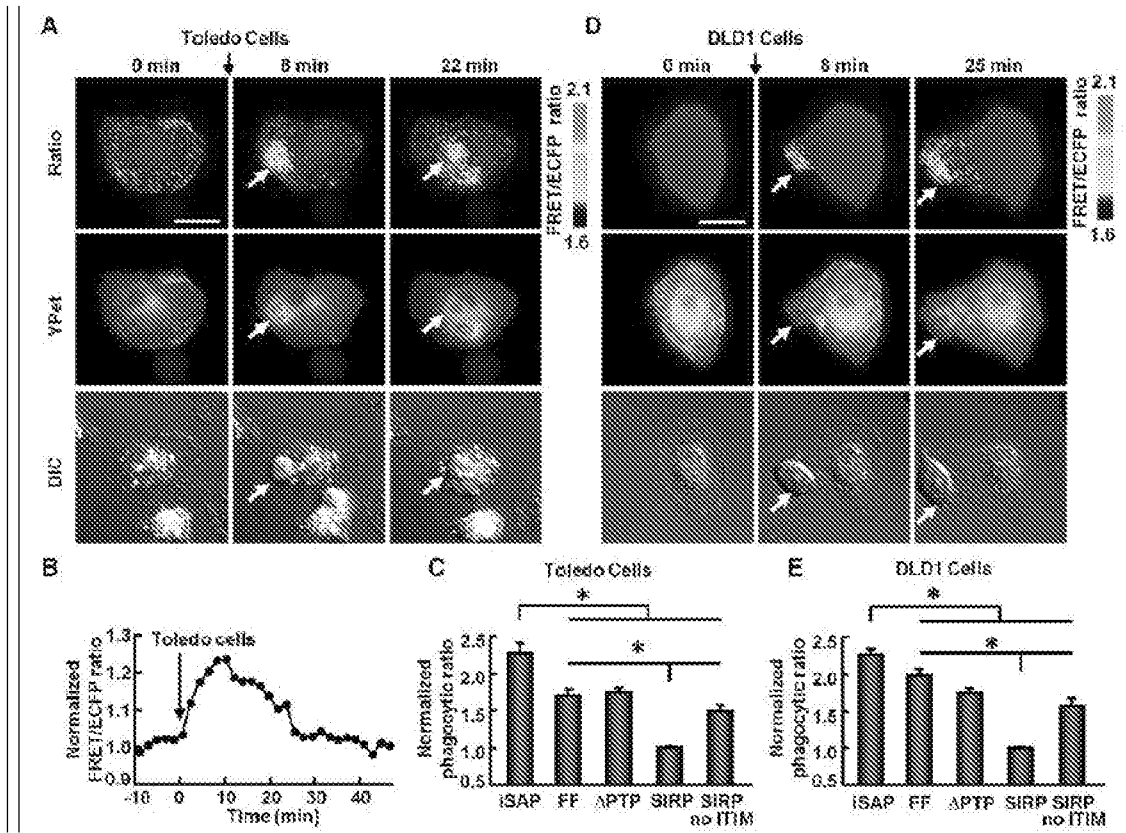 A
Toledo Cells
0 min
8 min
22 min
Ratio
YPet
DIC
2.1
FRET/ECFP ratio
1.6
D
DLD1 Cells
0 min
8 min
25 min
2.1
FRET/ECFP ratio
1.6
B
Toledo cells
Normalized
FRET/ECFP ratio
1.3
1.2
1.1
1.0
0.9
-10 0 10 20 30 40
Time (min)
C
Toledo Cells
*
*
Normalized
phagocytic ratio
2.5
2.0
1.5
1.0
0.5
iSAP FF ΔPTP SIRP SIRP
no ITIM
E
DLD1 Cells
*
*
Normalized
phagocytic ratio
2.5
2.0
1.5
1.0
0.5
iSAP FF ΔPTP SIRP SIRP
no ITIM